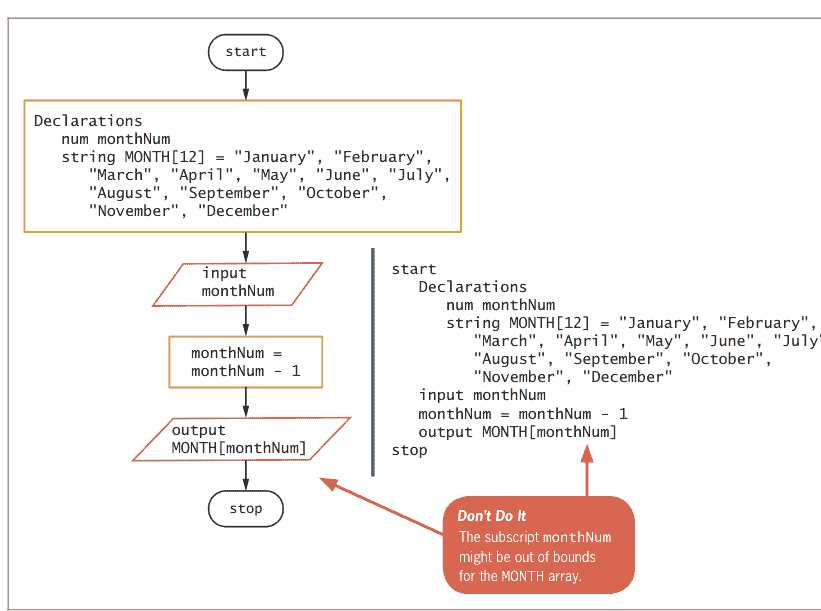 start
Declarations
num monthNum
string MONTH[12] = "January", "February",
"March", "April", "May", "June", "July",
"August", "September", "October",
"November", "December"
input
monthNum
monthNum =
monthNum - 1
output
MONTH[monthNum]
stop
start
Declarations
num monthNum
string MONTH[12] = "January", "February",
"March", "April", "May", "June", "July"
"August", "September", "October",
"November", "December"
input monthNum
monthNum = monthNum - 1
output MONTH[monthNum]
stop
Don't Do It
The subscript monthNum
might be out of bounds
for the MONTH array.